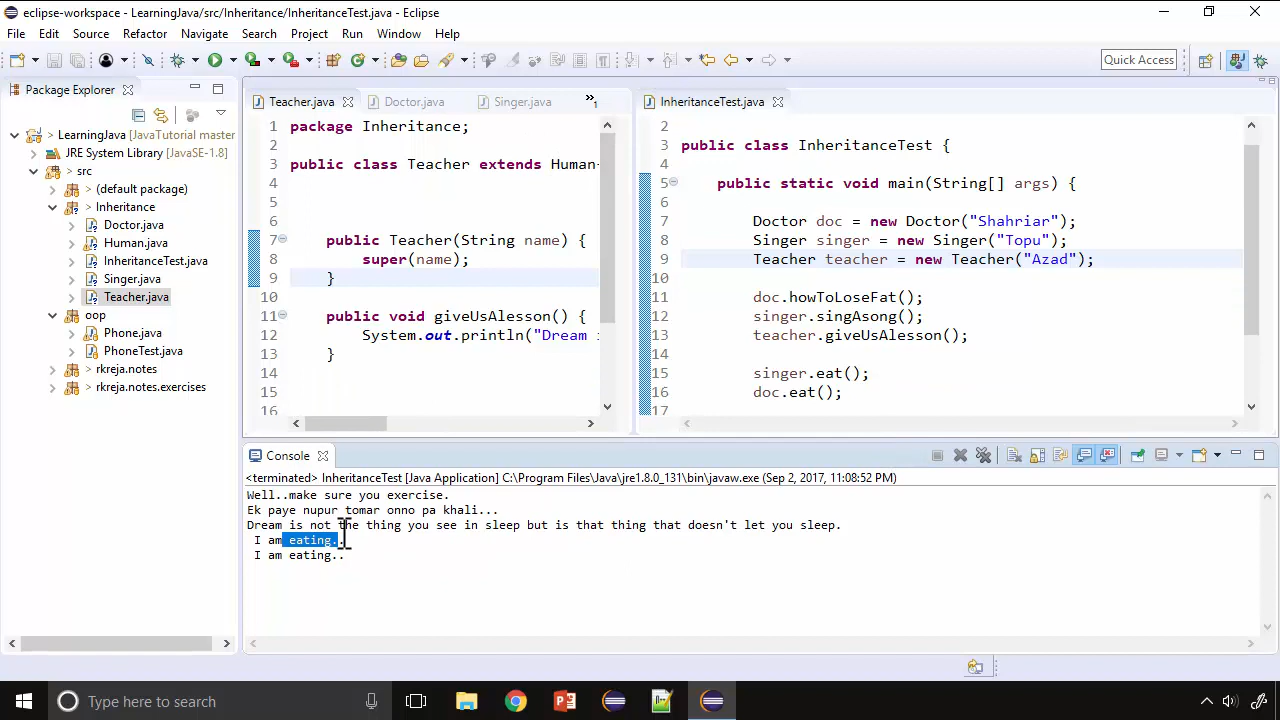 eclipse-workspace - LearningJava/src/Inheritance/InheritanceTest.java - Eclipse
File Edit Source Refactor Navigate Search Project Run Window Help
Quick Access
Package Explorer
> LearningJava [JavaTutorial master
JRE System Library [JavaSE-1.8]
> src
> (default package)
> Inheritance
> Doctor.java
> Human.java
> InheritanceTest.java
> Singer.java
> Teacher.java
oop
> Phone.java
> PhoneTest.java
> rkreja.notes
> rkreja.notes.exercises
Teacher.java Doctor.java Singer.java »1
1 package Inheritance;
2
3 public class Teacher extends Human
4
5
6
7 public Teacher(String name) {
8 super(name);
9 }
10
11 public void giveUsAlesson() {
12 System.out.println("Dream
13 }
14
15
16
InheritanceTest.java
2
3 public class InheritanceTest {
4
5 public static void main(String[] args) {
6
7 Doctor doc = new Doctor("Shahriar");
8 Singer singer = new Singer("Topu");
9 Teacher teacher = new Teacher("Azad");
10
11 doc.howToLoseFat();
12 singer.singAsong();
13 teacher.giveUsAlesson();
14
15 singer.eat();
16 doc.eat();
17
Console
<terminated> InheritanceTest [Java Application] C:\Program Files\Java\jre1.8.0_131\bin\javaw.exe (Sep 2, 2017, 11:08:52 PM)
Well..make sure you exercise.
Ek paye nupur tomar onno pa khali...
Dream is not the thing you see in sleep but is that thing that doesn't let you sleep.
I am eating..
I am eating..
Type here to search